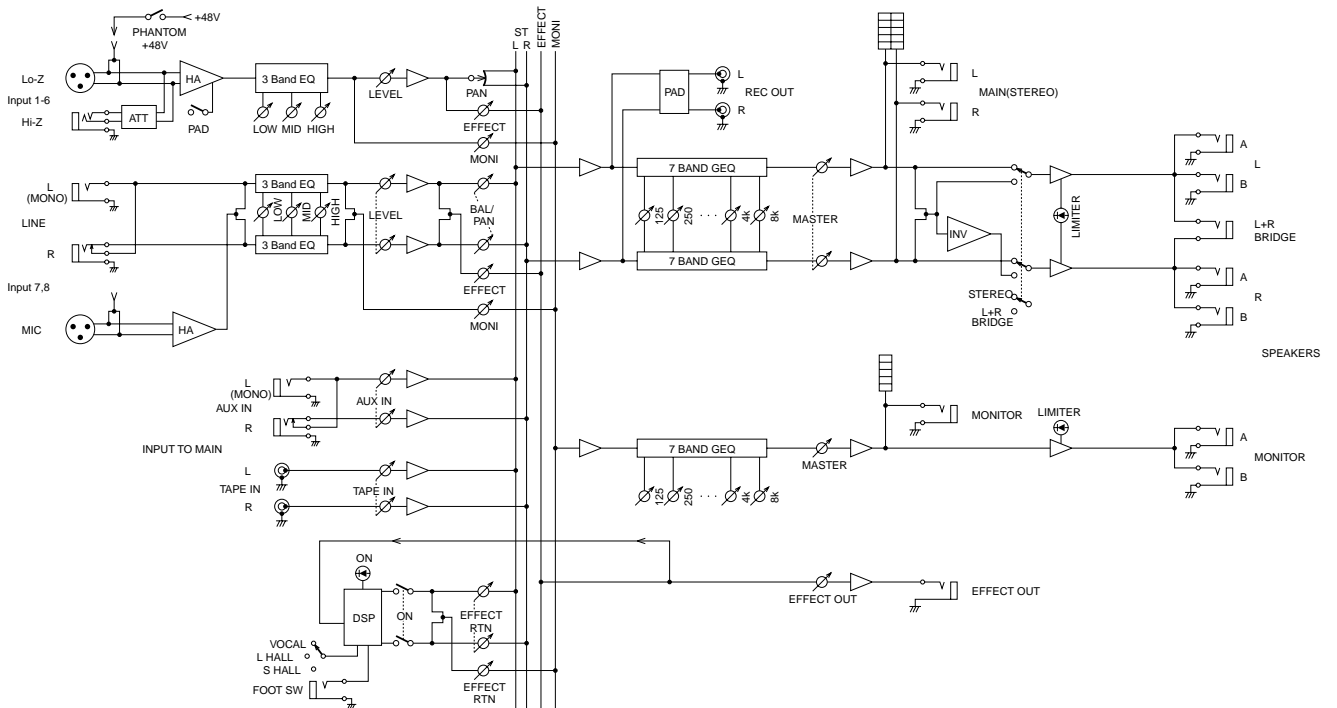 +48V
PHANTOM
+48V
Lo-Z
Input 1-6
Hi-Z
ATT
HA
PAD
3 Band EQ
LOW MID HIGH
LEVEL
PAN
EFFECT
MONI
ST
L R
EFFECT
MONI
L
(MONO)
LINE
R
Input 7,8
MIC
HA
3 Band EQ
LOW
MID
HIGH
3 Band EQ
LEVEL
BAL/
PAN
EFFECT
MONI
L
(MONO)
AUX IN
R
AUX IN
INPUT TO MAIN
L
TAPE IN
R
TAPE IN
ON
DSP
ON
VOCAL
L HALL
S HALL
FOOT SW
EFFECT
RTN
EFFECT
RTN
PAD
L
REC OUT
R
L
MAIN(STEREO)
R
7 BAND GEQ
125
250
· · ·
4k
8k
7 BAND GEQ
MASTER
INV
STEREO
L+R
BRIDGE
LIMITER
A
L
B
L+R
BRIDGE
A
R
B
SPEAKERS
7 BAND GEQ
125
250
· · ·
4k
8k
MASTER
MONITOR
LIMITER
A
MONITOR
B
EFFECT OUT
EFFECT OUT